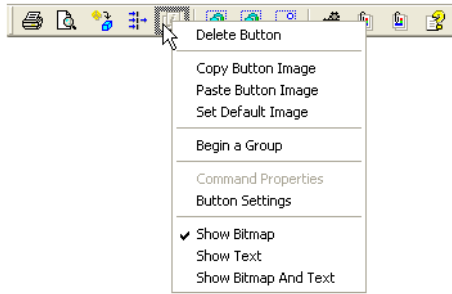 Delete Button
Copy Button Image
Paste Button Image
Set Default Image
Begin a Group
Command Properties
Button Settings
Show Bitmap
Show Text
Show Bitmap And Text